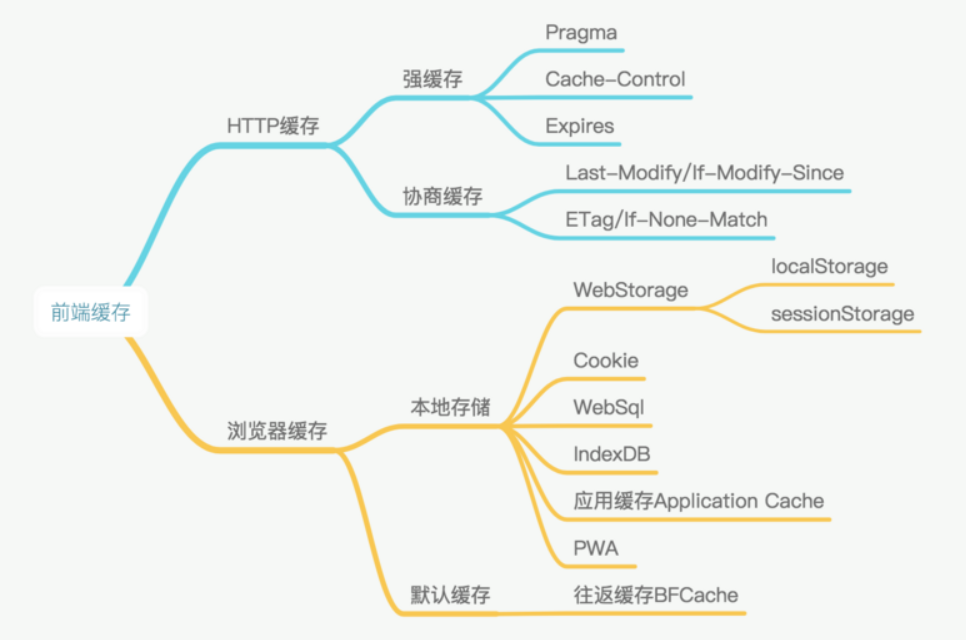 前端缓存
HTTP缓存
强缓存
Pragma
Cache-Control
Expires
协商缓存
Last-Modify/If-Modify-Since
ETag/If-None-Match
浏览器缓存
本地存储
WebStorage
localStorage
sessionStorage
Cookie
WebSql
IndexDB
应用缓存Application Cache
PWA
默认缓存
往返缓存BFCache